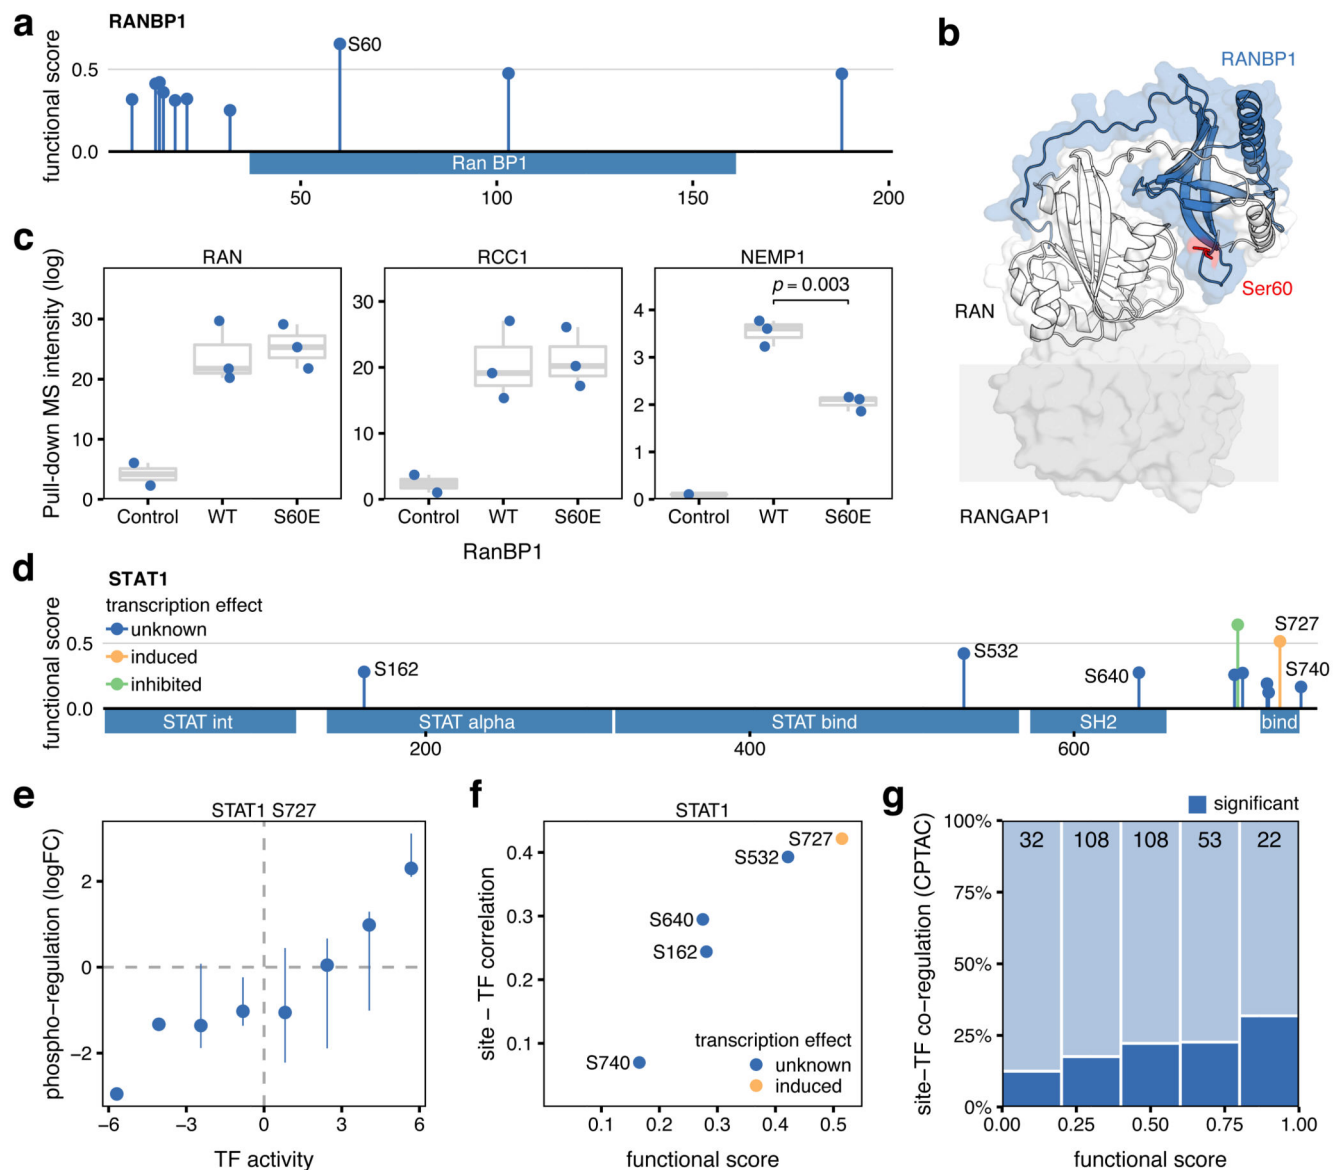 a
RANBP1
functional score
0.5
0.0
S60
Ran BP1
50 100 150 200
b
RANBP1
Ser60
RAN
RANGAP1
c
Pull-down MS intensity (log)
RAN
30
20
10
0
Control WT S60E
RCC1
30
20
10
0
Control WT S60E
NEMP1
p = 0.003
4
3
2
1
0
Control WT S60E
RanBP1
d
STAT1
transcription effect
unknown
induced
inhibited
functional score
0.5
0.0
S162
S532
S640
S727
S740
STAT int STAT alpha STAT bind SH2 bind
200 400 600
e
STAT1 S727
phospho-regulation (logFC)
2
0
−2
−6 −3 0 3 6
TF activity
f
STAT1
site - TF correlation
0.4
0.3
0.2
0.1
S727
S532
S640
S162
S740
transcription effect
unknown
induced
0.1 0.2 0.3 0.4 0.5
functional score
g
significant
site-TF co-regulation (CPTAC)
100%
75%
50%
25%
0%
32 108 108 53 22
0.00 0.25 0.50 0.75 1.00
functional score